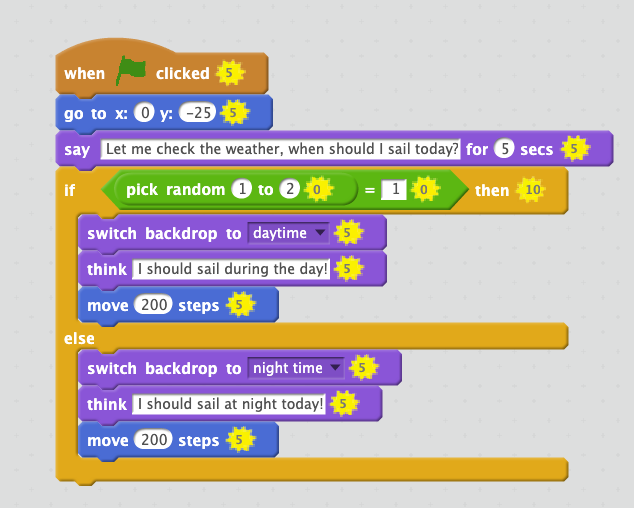 when clicked 5
go to x: 0 y: -25 5
say Let me check the weather, when should I sail today? for 5 secs 5
if pick random 1 to 2 0 = 1 0 then 10
switch backdrop to daytime 5
think I should sail during the day! 5
move 200 steps 5
else
switch backdrop to night time 5
think I should sail at night today! 5
move 200 steps 5